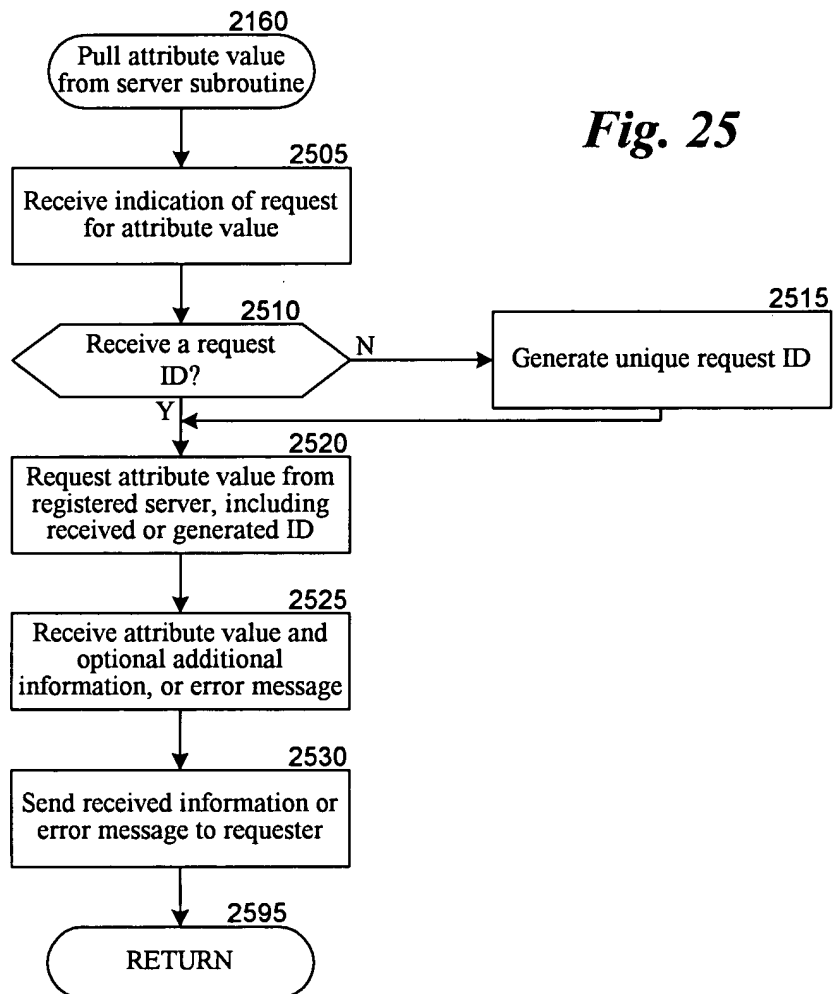 2160
Pull attribute value
from server subroutine
Fig. 25
2505
Receive indication of request
for attribute value
2510
Receive a request
ID?
N
Y
2515
Generate unique request ID
2520
Request attribute value from
registered server, including
received or generated ID
2525
Receive attribute value and
optional additional
information, or error message
2530
Send received information or
error message to requester
2595
RETURN